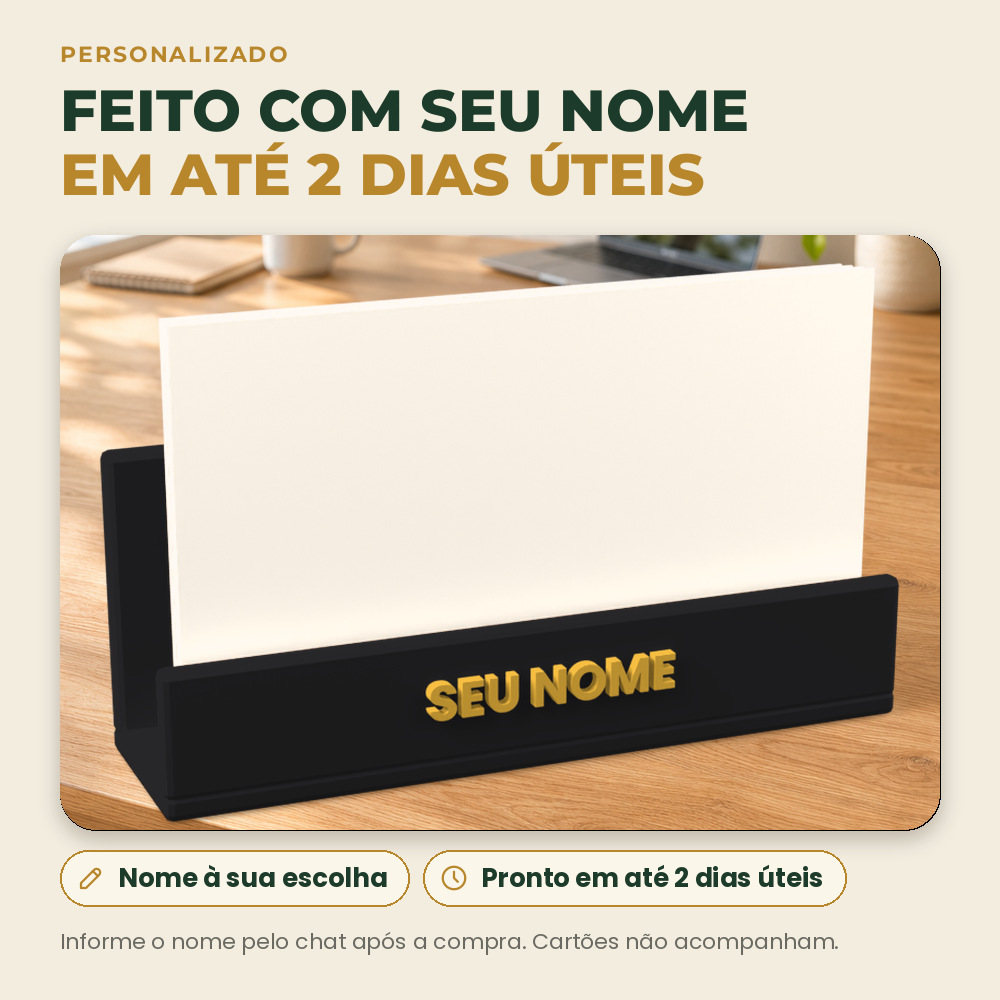 PERSONALIZADO
FEITO COM SEU NOME
EM ATÉ 2 DIAS ÚTEIS
SEU NOME
Nome à sua escolha
Pronto em até 2 dias úteis
Informe o nome pelo chat após a compra. Cartões não acompanham.